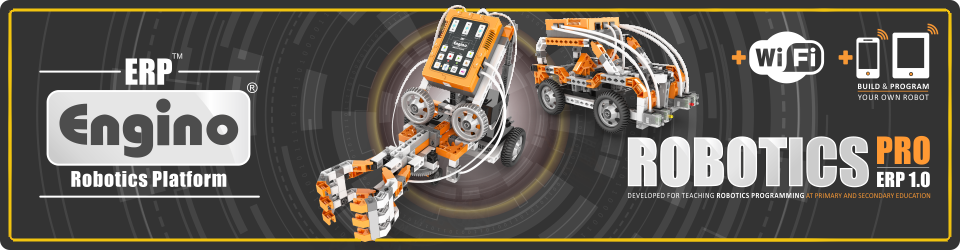 ERP™
Engino®
Robotics Platform
Engino
+ WiFi +
BUILD & PROGRAM
YOUR OWN ROBOT
ROBOTICS PRO
ERP 1.0
DEVELOPED FOR TEACHING ROBOTICS PROGRAMMING AT PRIMARY AND SECONDARY EDUCATION